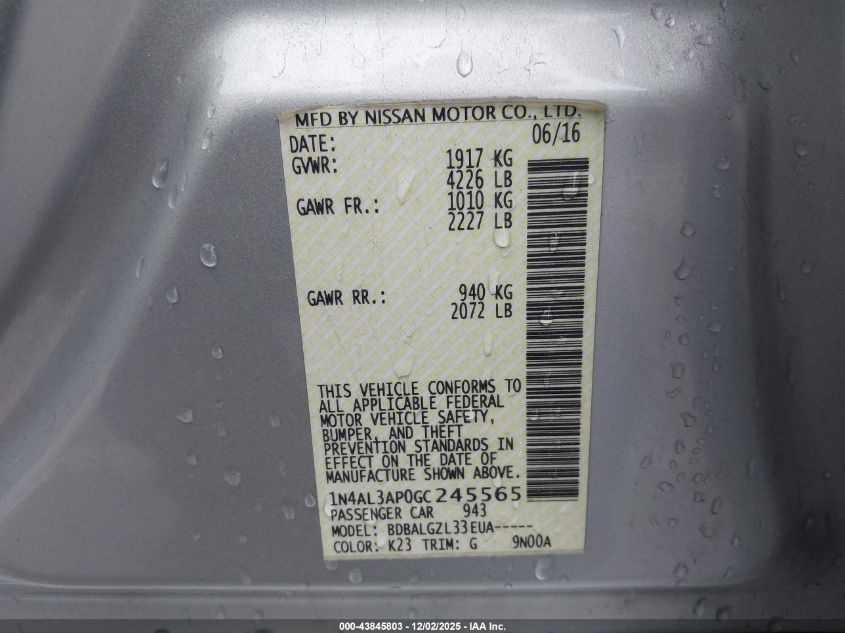 MFD BY NISSAN MOTOR CO., LTD.
DATE: 06/16
GVWR: 1917 KG
4226 LB
GAWR FR.: 1010 KG
2227 LB
GAWR RR.: 940 KG
2072 LB
THIS VEHICLE CONFORMS TO
ALL APPLICABLE FEDERAL
MOTOR VEHICLE SAFETY,
BUMPER, AND THEFT
PREVENTION STANDARDS IN
EFFECT ON THE DATE OF
MANUFACTURE SHOWN ABOVE.
1N4AL3AP0GC245565
PASSENGER CAR 943
MODEL: BDBALGZL33EUA-----
COLOR: K23 TRIM: G 9N00A
000-43845803 - 12/02/2025 - IAA Inc.